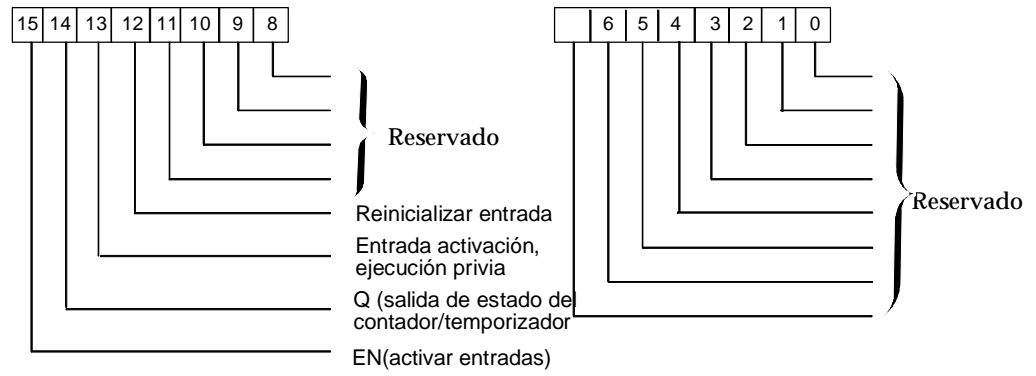 15 14 13 12 11 10 9 8
6 5 4 3 2 1 0
Reservado
Reservado
Reinicializar entrada
Entrada activación,
ejecución privia
Q (salida de estado del
contador/temporizador
EN(activar entradas)